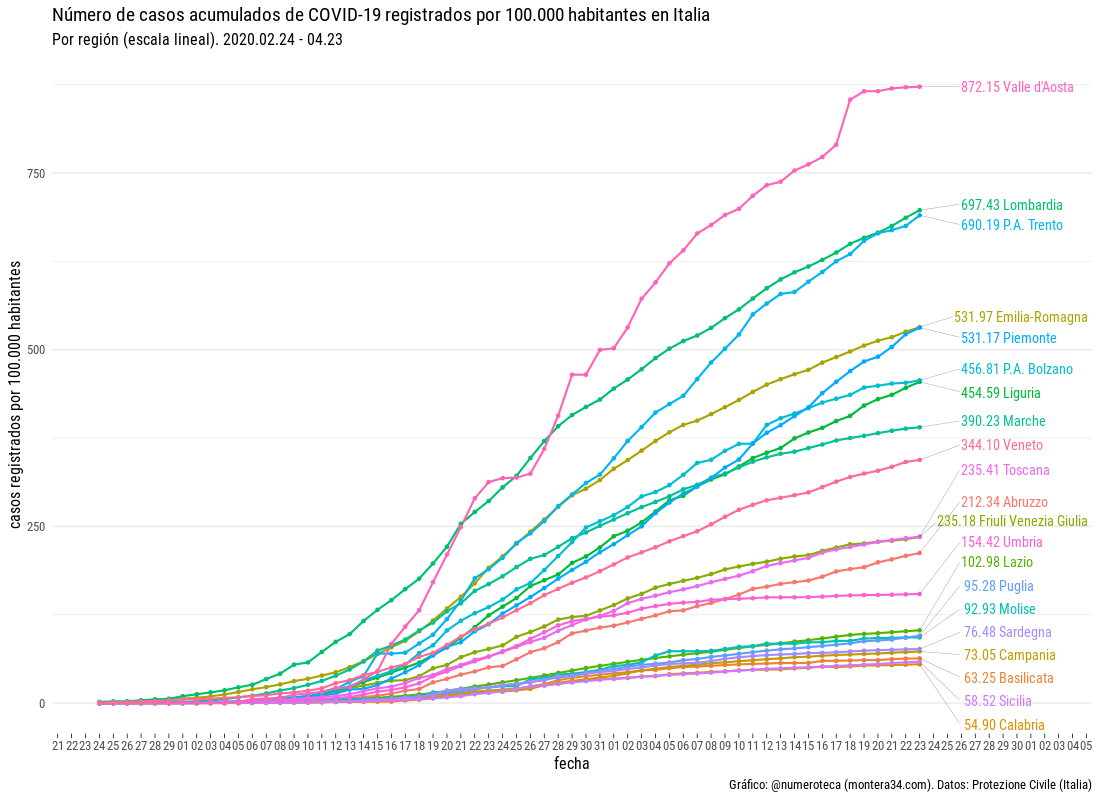 Número de casos acumulados de COVID-19 registrados por 100.000 habitantes en Italia
Por región (escala lineal). 2020.02.24 - 04.23
casos registrados por 100.000 habitantes
750
500
250
0
872.15 Valle d'Aosta
697.43 Lombardia
690.19 P.A. Trento
531.97 Emilia-Romagna
531.17 Piemonte
456.81 P.A. Bolzano
454.59 Liguria
390.23 Marche
344.10 Veneto
235.41 Toscana
212.34 Abruzzo
235.18 Friuli Venezia Giulia
154.42 Umbria
102.98 Lazio
95.28 Puglia
92.93 Molise
76.48 Sardegna
73.05 Campania
63.25 Basilicata
58.52 Sicilia
54.90 Calabria
21 22 23 24 25 26 27 28 29 01 02 03 04 05 06 07 08 09 10 11 12 13 14 15 16 17 18 19 20 21 22 23 24 25 26 27 28 29 30 31 01 02 03 04 05 06 07 08 09 10 11 12 13 14 15 16 17 18 19 20 21 22 23 24 25 26 27 28 29 30 01 02 03 04 05
fecha
Gráfico: @numeroteca (montera34.com). Datos: Protezione Civile (Italia)